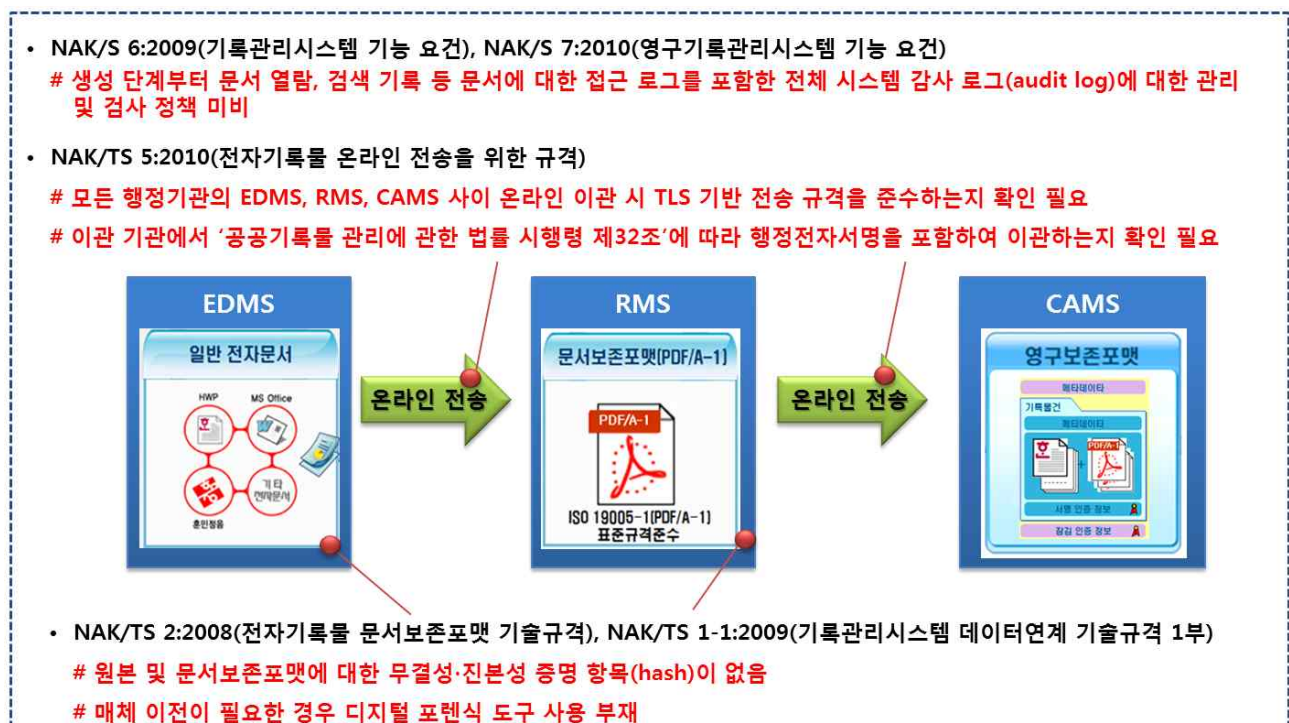 • NAK/S 6:2009(기록관리시스템 기능 요건), NAK/S 7:2010(영구기록관리시스템 기능 요건)
# 생성 단계부터 문서 열람, 검색 기록 등 문서에 대한 접근 로그를 포함한 전체 시스템 감사 로그(audit log)에 대한 관리
및 검사 정책 미비
• NAK/TS 5:2010(전자기록물 온라인 전송을 위한 규격)
# 모든 행정기관의 EDMS, RMS, CAMS 사이 온라인 이관 시 TLS 기반 전송 규격을 준수하는지 확인 필요
# 이관 기관에서 ‘공공기록물 관리에 관한 법률 시행령 제32조’에 따라 행정전자서명을 포함하여 이관하는지 확인 필요
EDMS
일반 전자문서
HWP
MS Office
기타
전자문서
훈민정음
온라인 전송
RMS
문서보존포맷(PDF/A-1)
PDF/A-1
ISO 19005-1(PDF/A-1)
표준규격준수
온라인 전송
CAMS
영구보존포맷
메타데이타
기록물건
메타데이타
PDF/A-1
서명 인증 정보
잠김 인증 정보
• NAK/TS 2:2008(전자기록물 문서보존포맷 기술규격), NAK/TS 1-1:2009(기록관리시스템 데이터연계 기술규격 1부)
# 원본 및 문서보존포맷에 대한 무결성·진본성 증명 항목(hash)이 없음
# 매체 이전이 필요한 경우 디지털 포렌식 도구 사용 부재